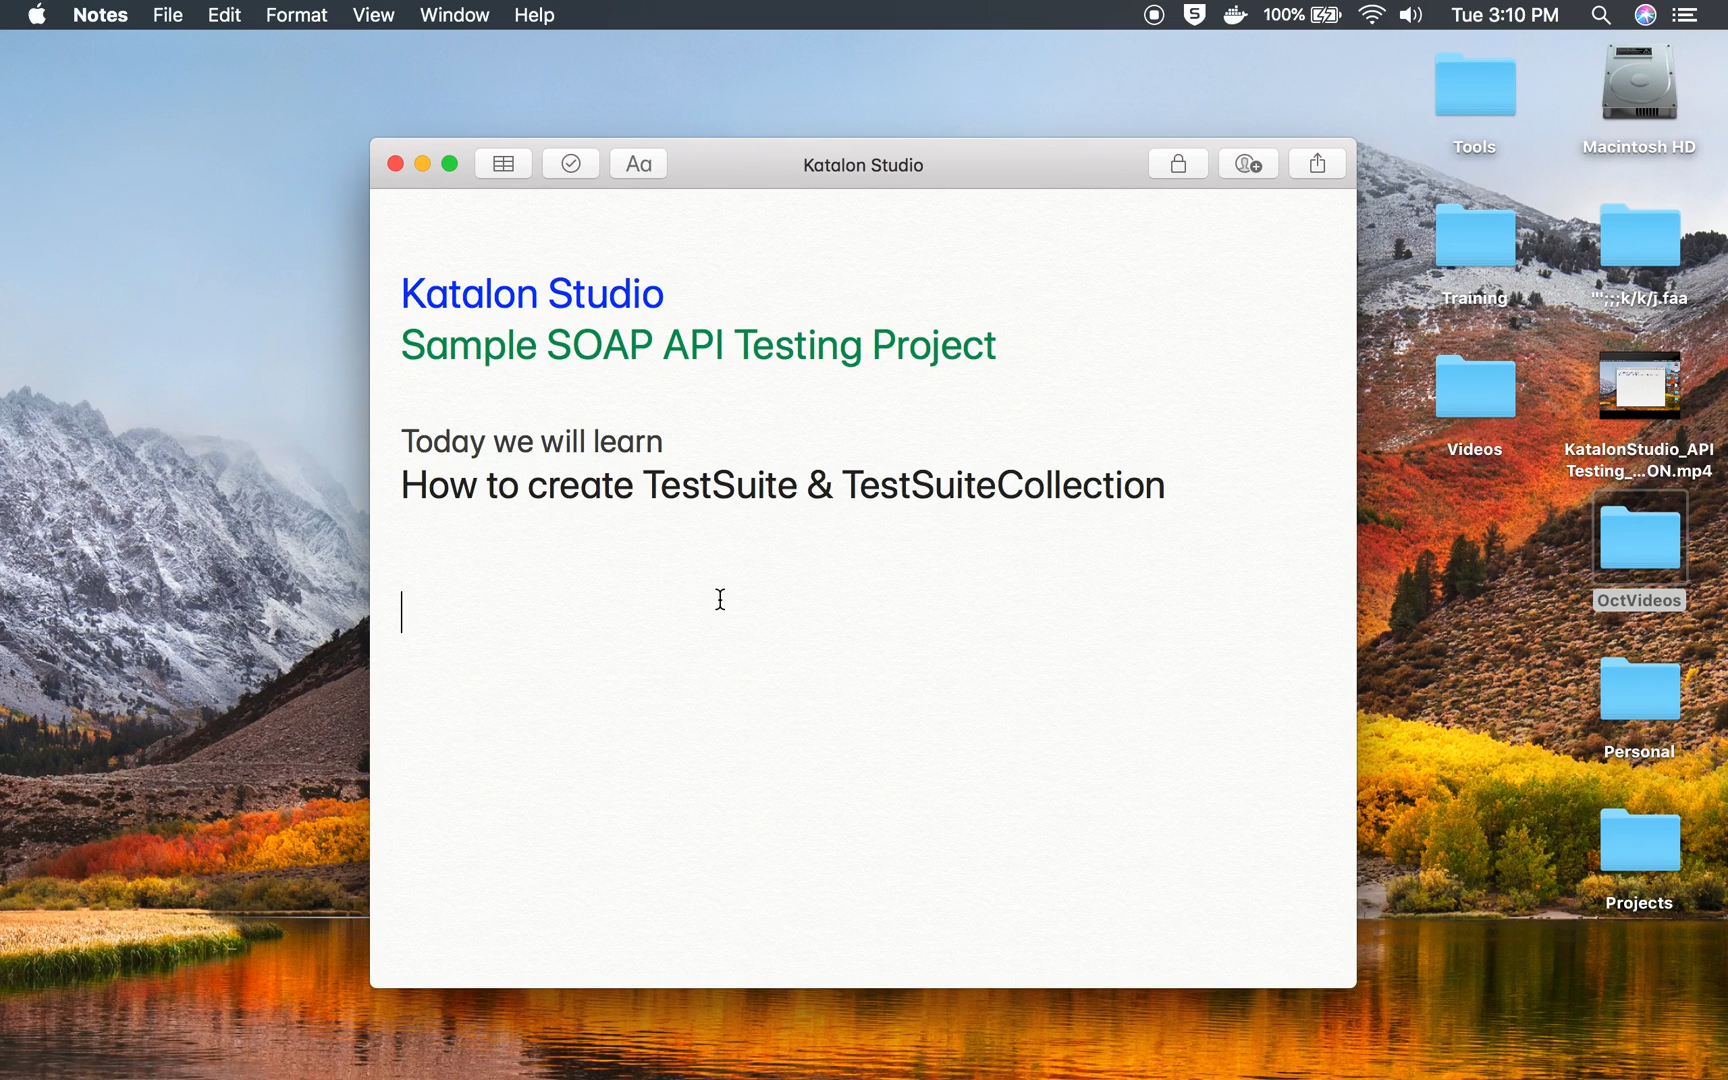 Notes File Edit Format View Window Help
100% Tue 3:10 PM
Katalon Studio
Aa
Katalon Studio
Sample SOAP API Testing Project
Today we will learn
How to create TestSuite & TestSuiteCollection
Tools
Macintosh HD
Training
"';;;k/k/j.faa
Videos
KatalonStudio_API
Testing_...ON.mp4
OctVideos
Personal
Projects